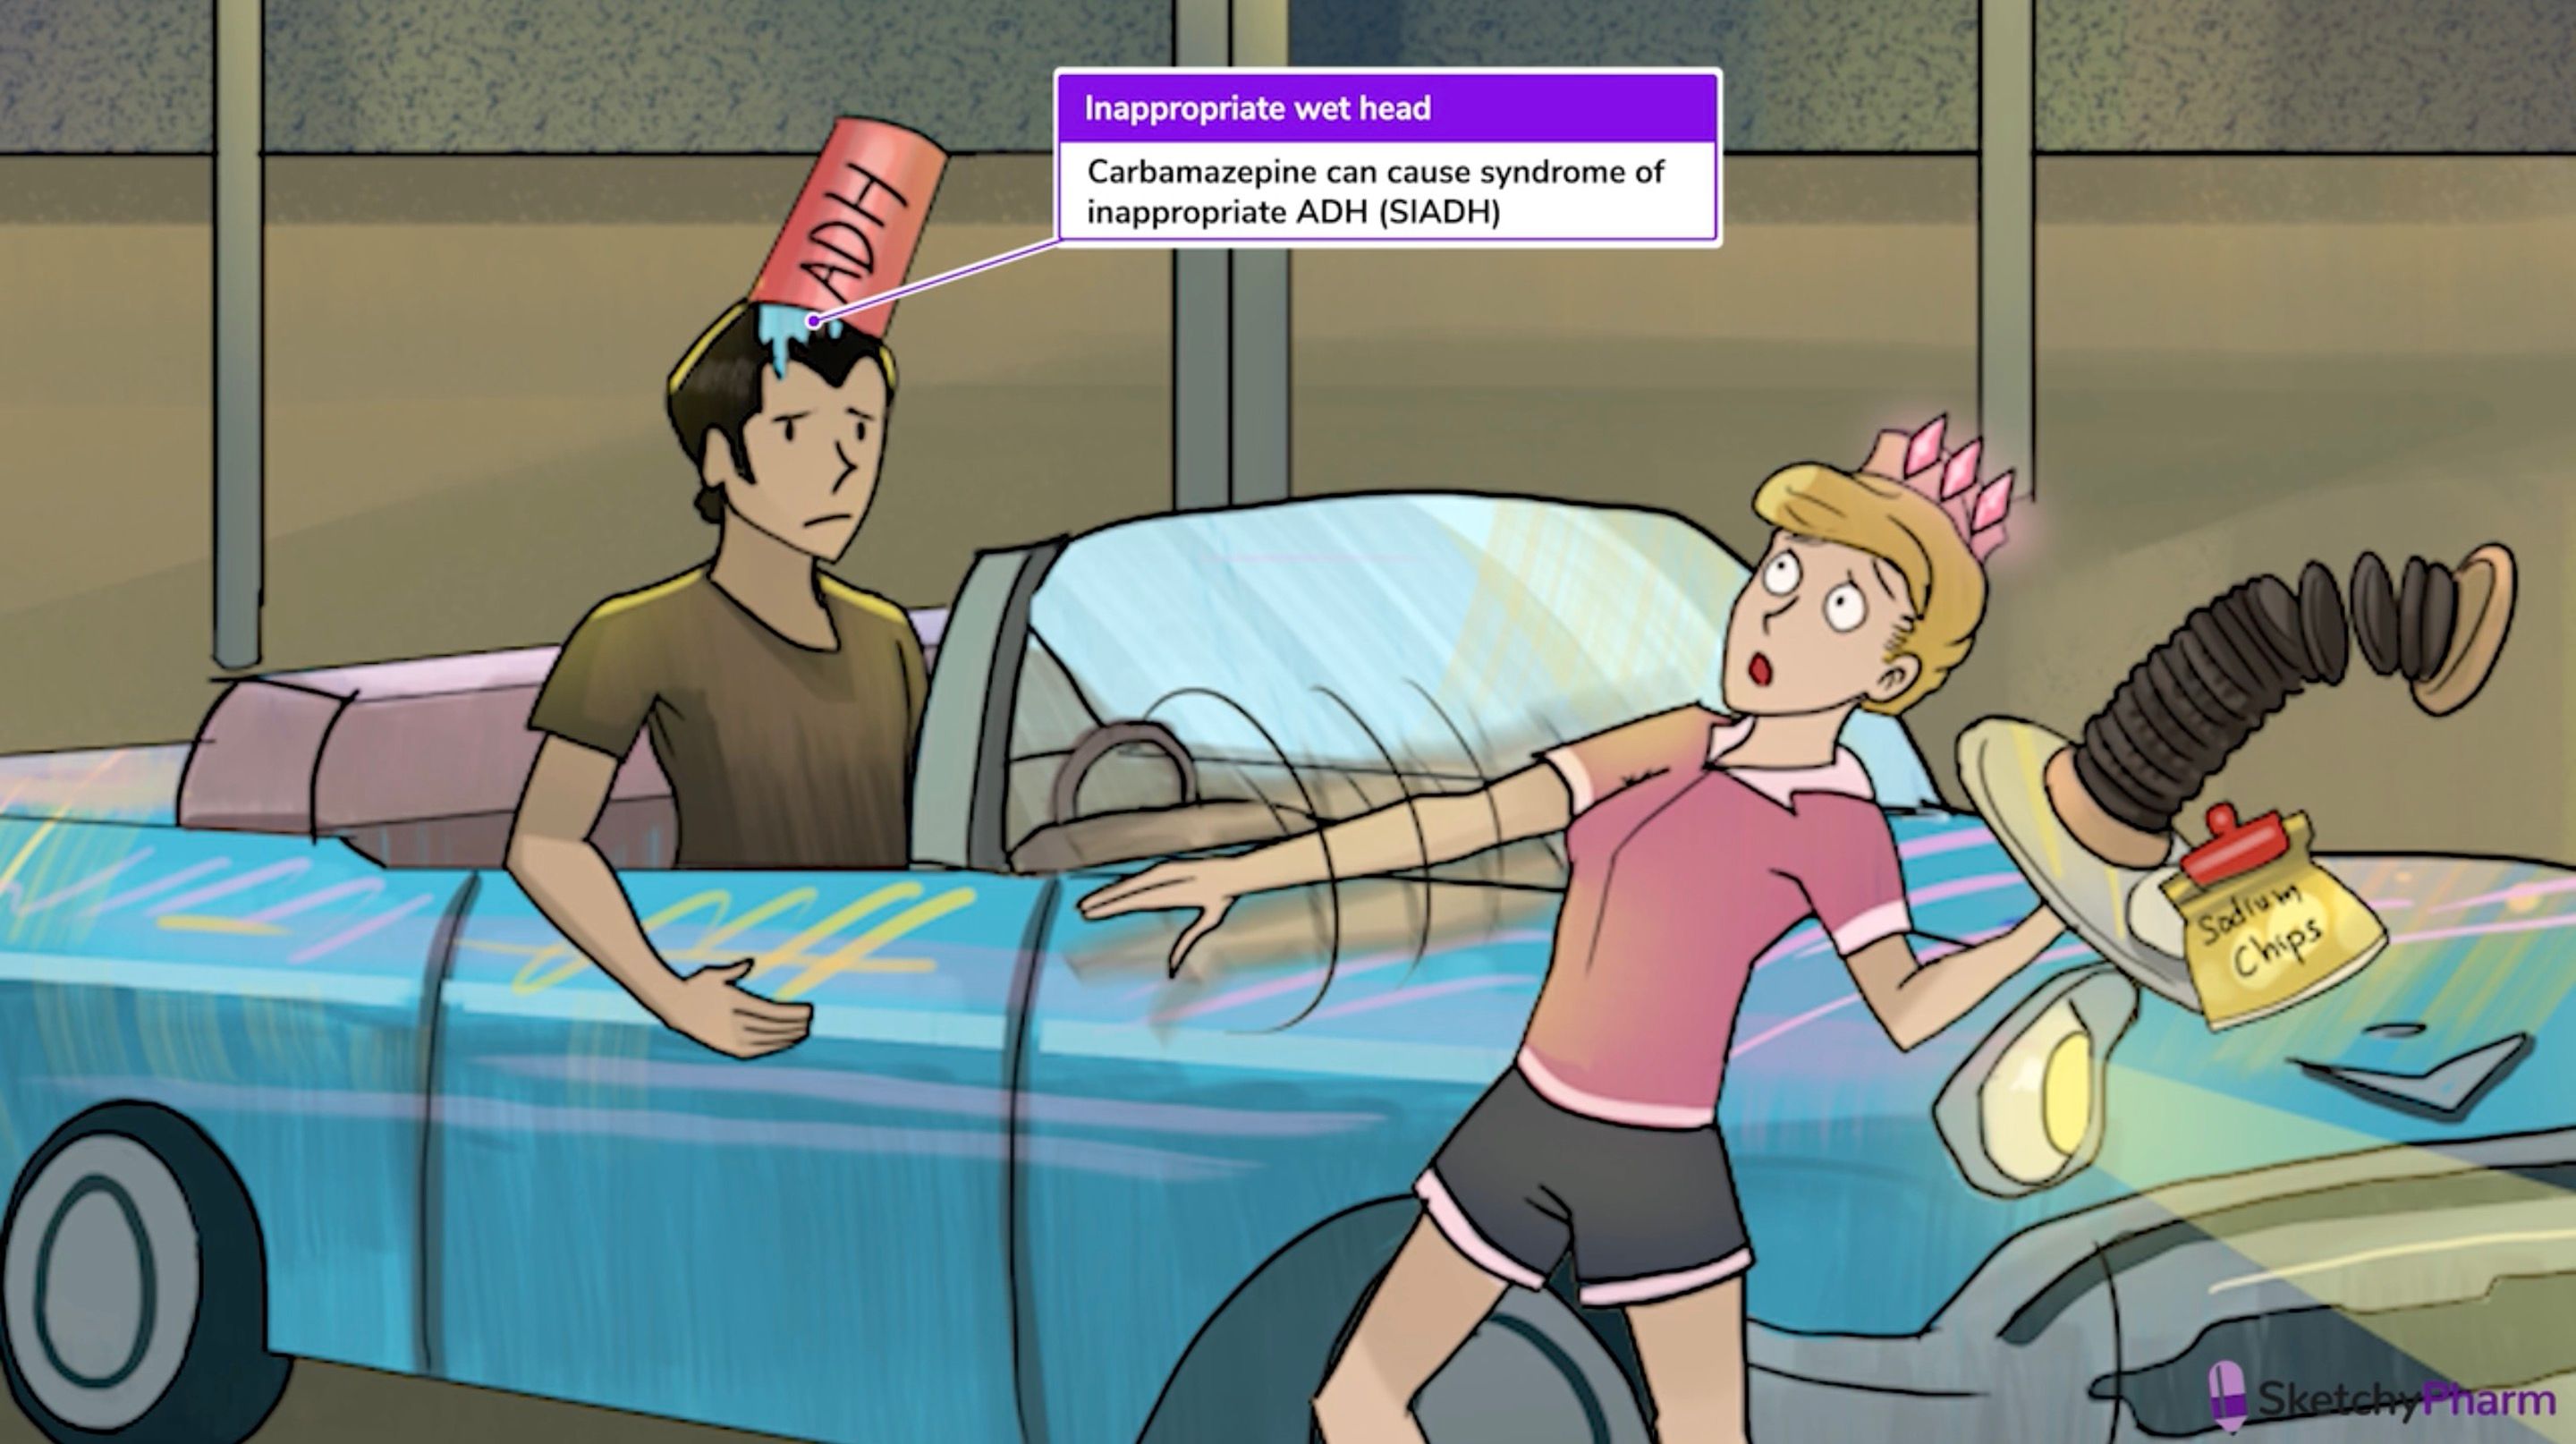 Inappropriate wet head
Carbamazepine can cause syndrome of
inappropriate ADH (SIADH)
ADH
Sodium
Chips
SketchyPharm